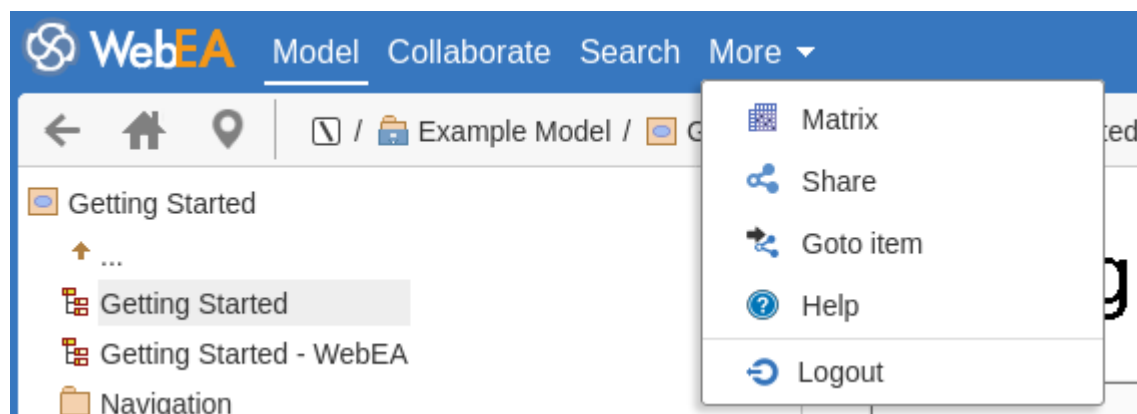 WebEA Model Collaborate Search More
/ Example Model / G ted
Matrix
Share
Goto item
Help
Logout
Getting Started
...
Getting Started
Getting Started - WebEA
Navigation
g